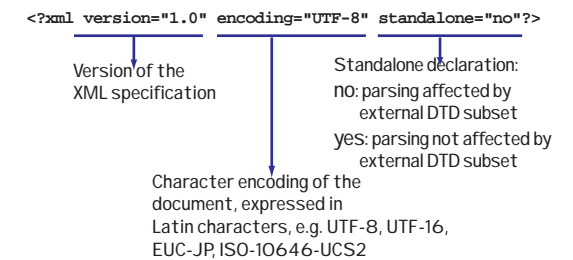 <?xml version="1.0" encoding="UTF-8" standalone="no"?>
Version of the
XML specification
Standalone declaration:
no: parsing affected by
external DTD subset
yes: parsing not affected by
external DTD subset
Character encoding of the
document, expressed in
Latin characters, e.g. UTF-8, UTF-16,
EUC-JP, ISO-10646-UCS2